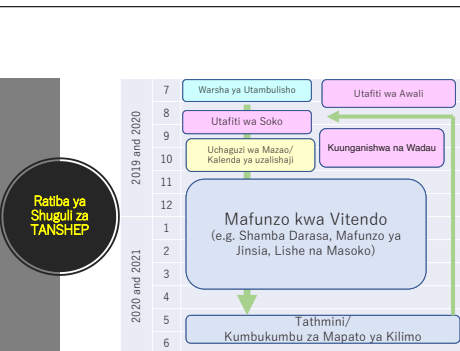 Ratiba ya
Shuguli za
TANSHEP
2019 and 2020
2020 and 2021
7
8
9
10
11
12
1
2
3
4
5
6
Warsha ya Utambulisho
Utafiti wa Awali
Utafiti wa Soko
Kuunganishwa na Wadau
Uchaguzi wa Mazao/
Kalenda ya uzalishaji
Mafunzo kwa Vitendo
(e.g. Shamba Darasa, Mafunzo ya
Jinsia, Lishe na Masoko)
Tathmini/
Kumbukumbu za Mapato ya Kilimo